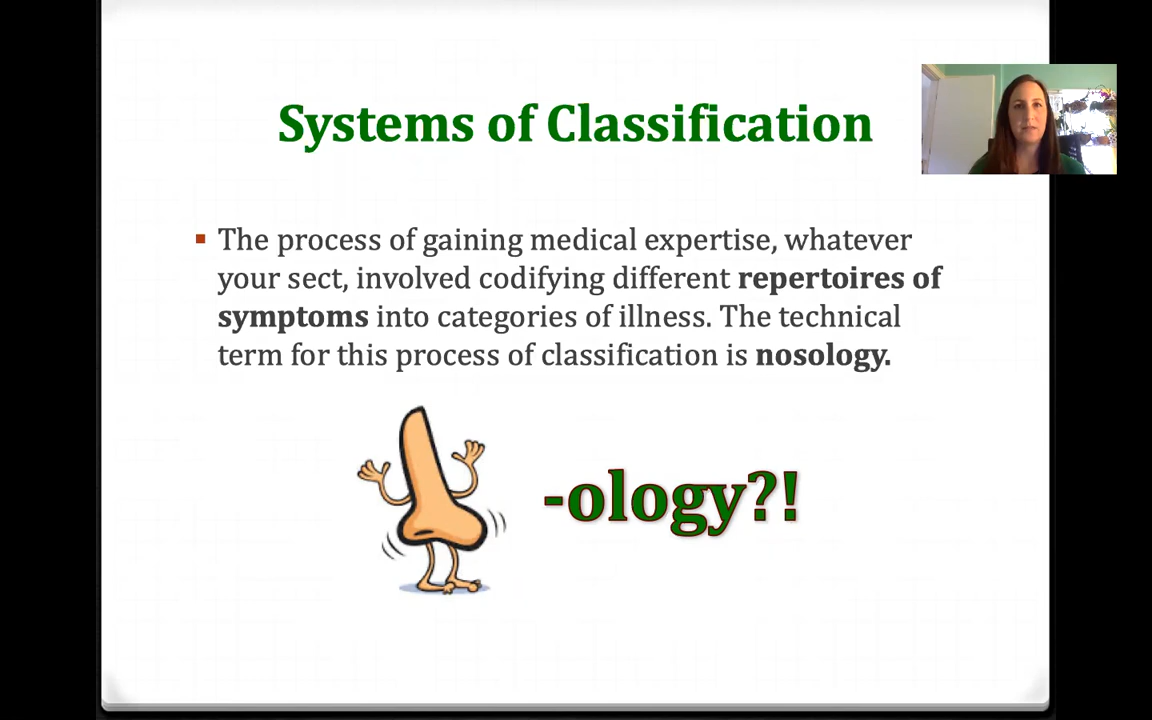 Systems of Classification
The process of gaining medical expertise, whatever
your sect, involved codifying different repertoires of
symptoms into categories of illness. The technical
term for this process of classification is nosology.
-ology?!